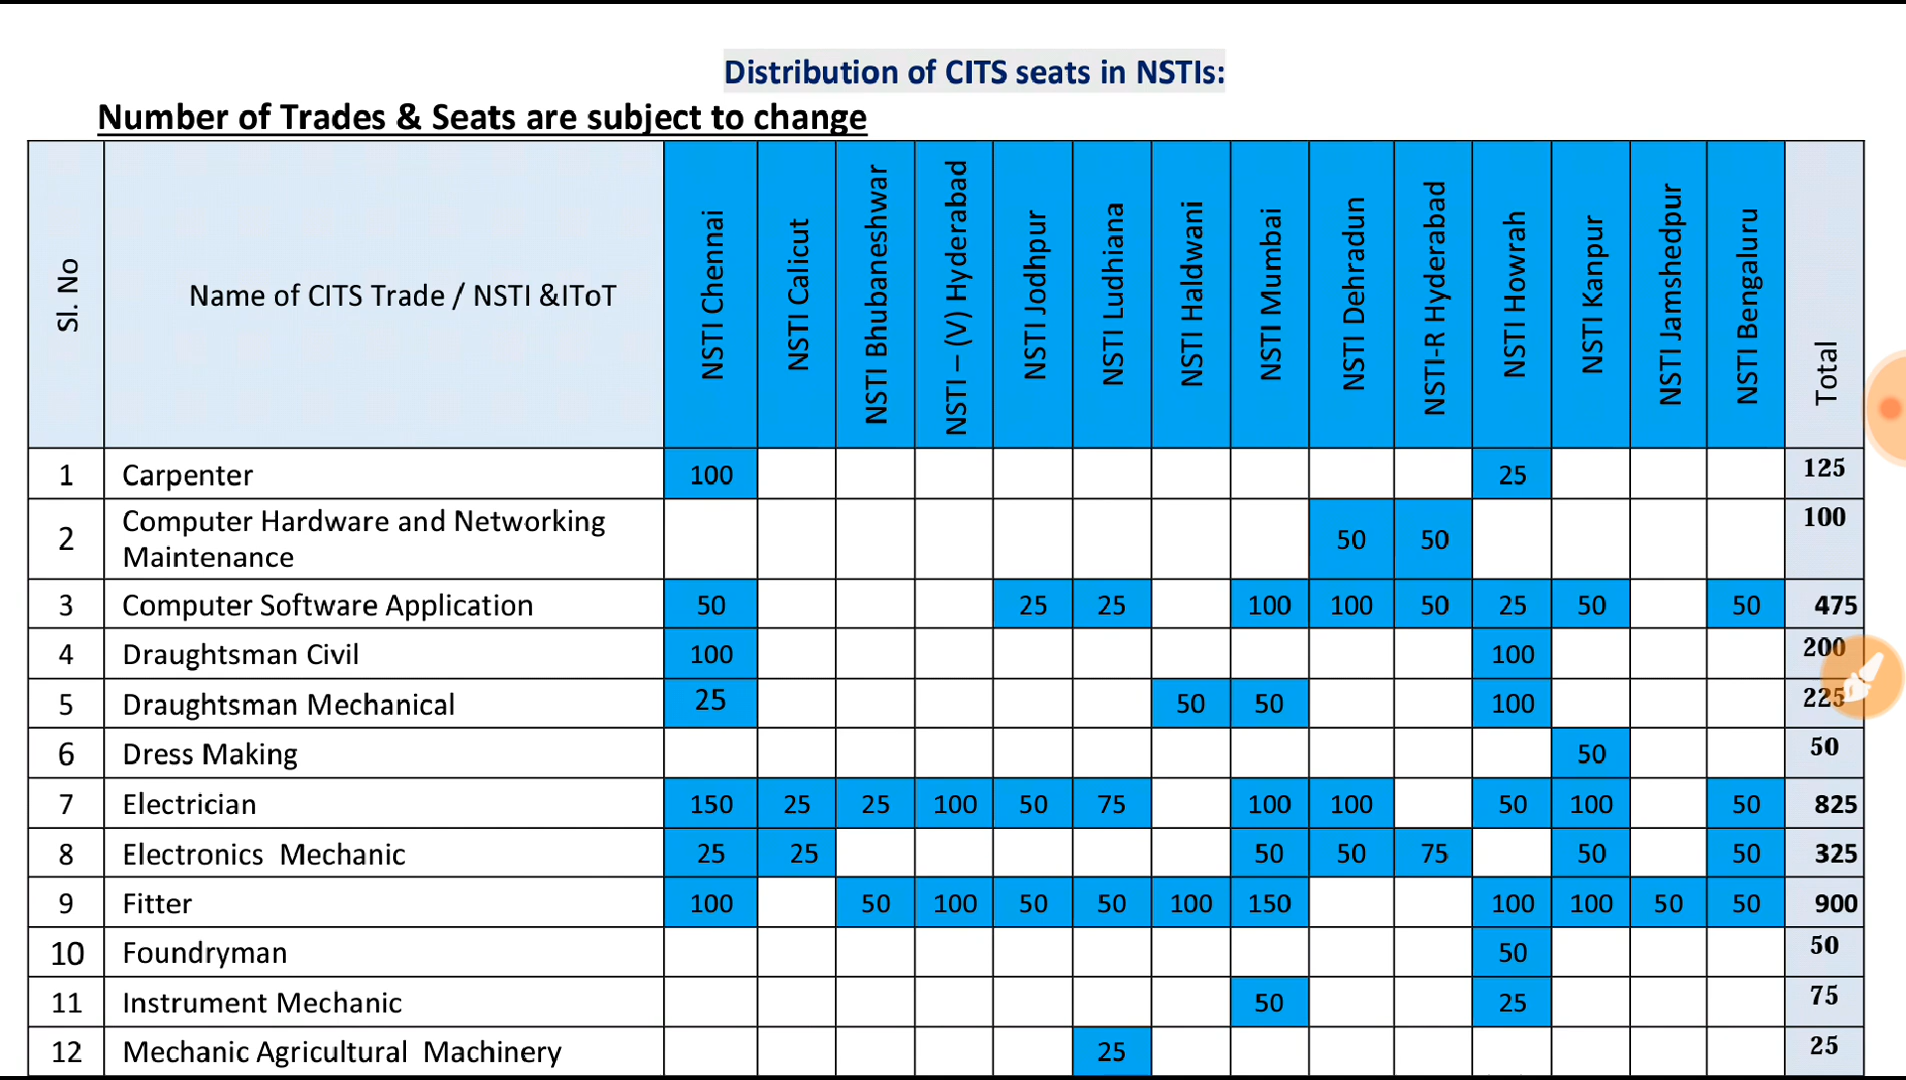 Distribution of CITS seats in NSTIs:
Number of Trades & Seats are subject to change
Sl. No Name of CITS Trade / NSTI &IToT NSTI Chennai NSTI Calicut NSTI Bhubaneshwar NSTI – (V) Hyderabad NSTI Jodhpur NSTI Ludhiana NSTI Haldwani NSTI Mumbai NSTI Dehradun NSTI-R Hyderabad NSTI Howrah NSTI Kanpur NSTI Jamshedpur NSTI Bengaluru Total
1 Carpenter 100 25 125
2 Computer Hardware and Networking
Maintenance 50 50 100
3 Computer Software Application 50 25 25 100 100 50 25 50 50 475
4 Draughtsman Civil 100 100 200
5 Draughtsman Mechanical 25 50 50 100 225
6 Dress Making 50 50
7 Electrician 150 25 25 100 50 75 100 100 50 100 50 825
8 Electronics Mechanic 25 25 50 50 75 50 50 325
9 Fitter 100 50 100 50 50 100 150 100 100 50 50 900
10 Foundryman 50 50
11 Instrument Mechanic 50 25 75
12 Mechanic Agricultural Machinery 25 25